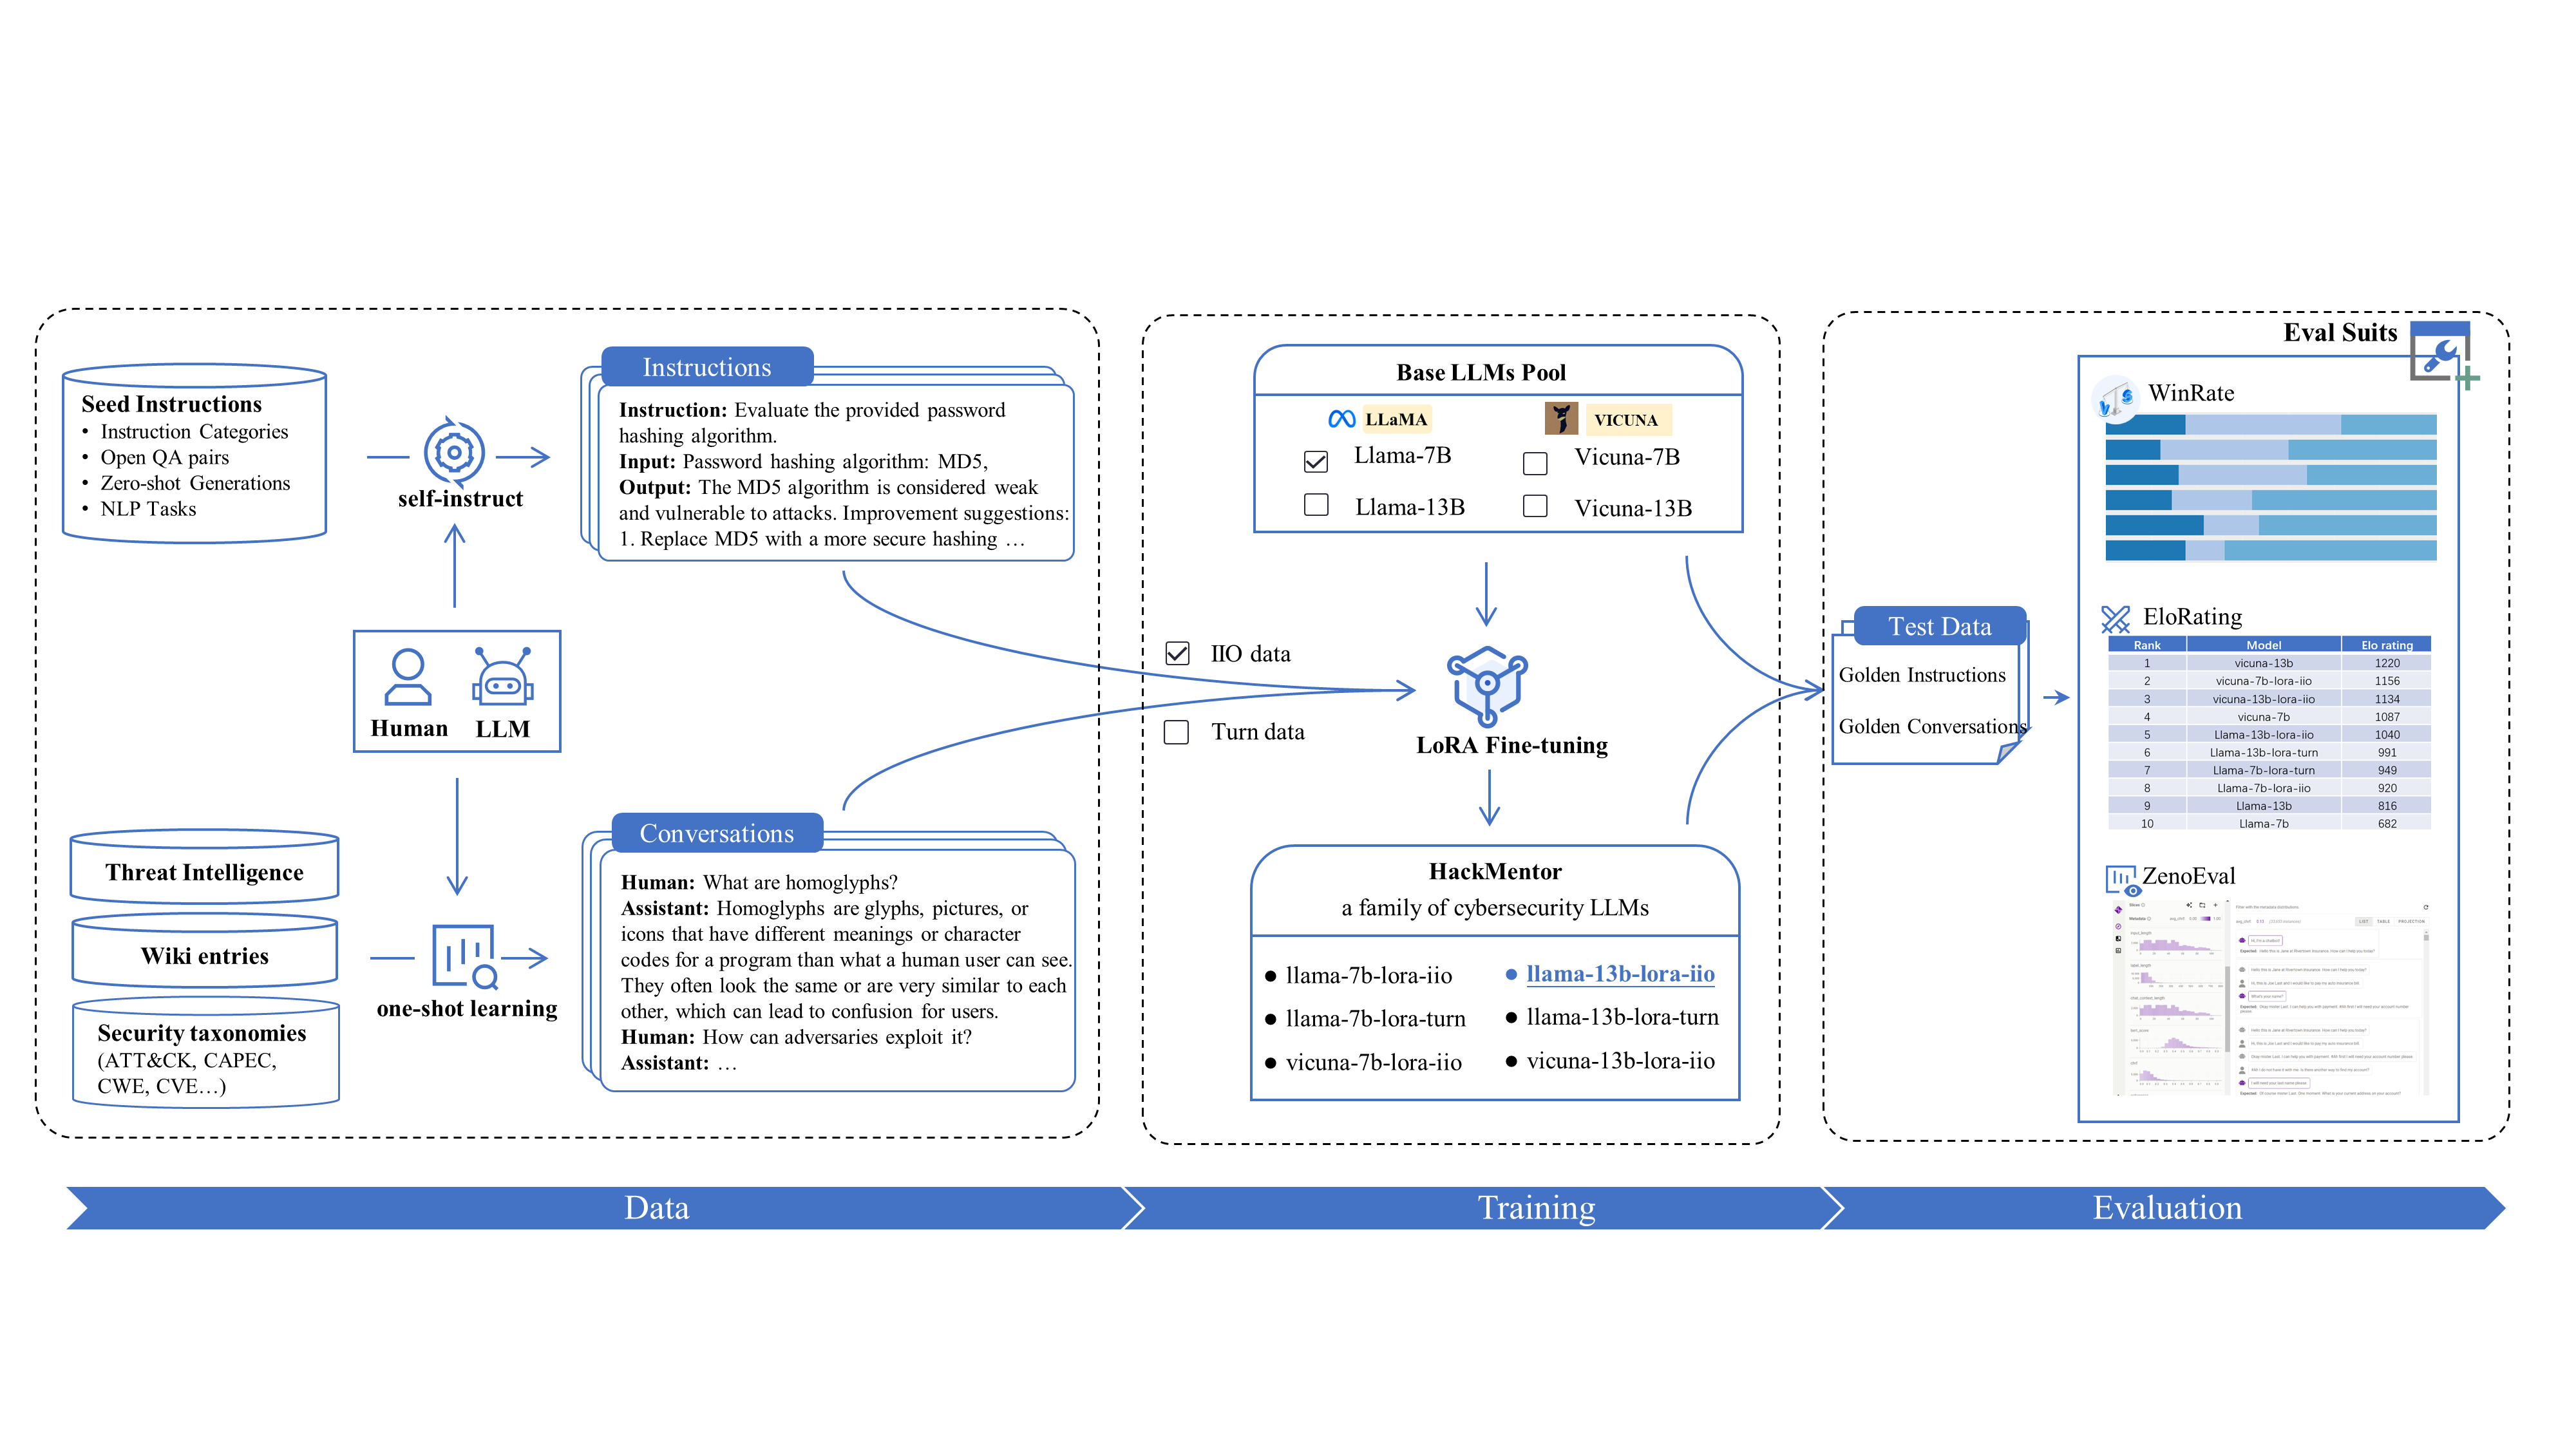 Seed Instructions
• Instruction Categories
• Open QA pairs
• Zero-shot Generations
• NLP Tasks
self-instruct
Human LLM
Threat Intelligence
Wiki entries
Security taxonomies
(ATT&CK, CAPEC,
CWE, CVE…)
one-shot learning
Instructions
Instruction: Evaluate the provided password
hashing algorithm.
Input: Password hashing algorithm: MD5,
Output: The MD5 algorithm is considered weak
and vulnerable to attacks. Improvement suggestions:
1. Replace MD5 with a more secure hashing …
Conversations
Human: What are homoglyphs?
Assistant: Homoglyphs are glyphs, pictures, or
icons that have different meanings or character
codes for a program than what a human user can see.
They often look the same or are very similar to each
other, which can lead to confusion for users.
Human: How can adversaries exploit it?
Assistant: …
IIO data
Turn data
Base LLMs Pool
LLaMA VICUNA
Llama-7B Vicuna-7B
Llama-13B Vicuna-13B
LoRA Fine-tuning
HackMentor
a family of cybersecurity LLMs
● llama-7b-lora-iio ● llama-13b-lora-iio
● llama-7b-lora-turn ● llama-13b-lora-turn
● vicuna-7b-lora-iio ● vicuna-13b-lora-iio
Test Data
Golden Instructions
Golden Conversations
Eval Suits
VS
WinRate
EloRating
Rank Model Elo rating
1 vicuna-13b 1220
2 vicuna-7b-lora-iio 1156
3 vicuna-13b-lora-iio 1134
4 vicuna-7b 1087
5 Llama-13b-lora-iio 1040
6 Llama-13b-lora-turn 991
7 Llama-7b-lora-turn 949
8 Llama-7b-lora-iio 920
9 Llama-13b 816
10 Llama-7b 682
ZenoEval
LIST TABLE PROJECTION
Data
Training
Evaluation